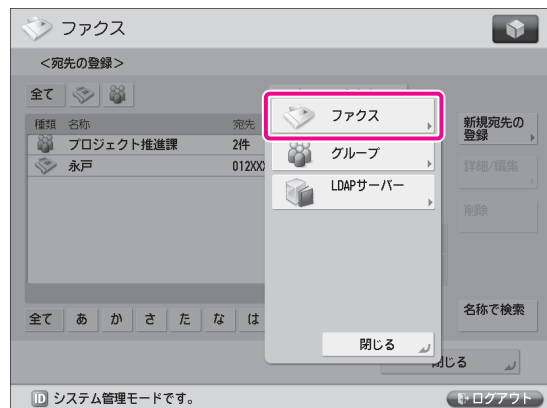 ファクス
<宛先の登録>
全て
種類 名称 宛先
プロジェクト推進課 2件
永戸 012XXX
ファクス
グループ
LDAPサーバー
閉じる
新規宛先の
登録
詳細/編集
削除
名称で検索
全て あ か さ た な は
閉じる
ID システム管理モードです。
ログアウト